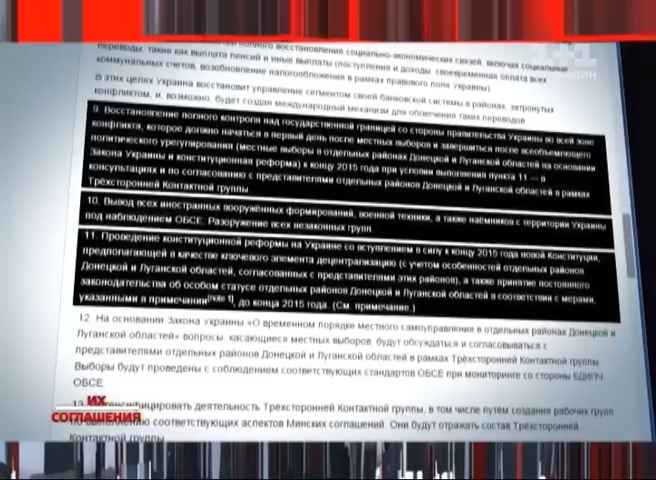 переводы, такие как выплата пенсий и иные выплаты (поступления и доходы, своевременная оплата всех
коммунальных счетов, возобновление налогообложения в рамках правового поля Украины)
В этих целях Украина восстановит управление сегментом своей банковской системы в районах, затронутых
конфликтом, и, возможно, будет создан международный механизм для облегчения таких переводов
9. Восстановление полного контроля над государственной границей со стороны правительства Украины во всей зоне
конфликта, которое должно начаться в первый день после местных выборов и завершиться после всеобъемлющего
политического урегулирования (местные выборы в отдельных районах Донецкой и Луганской областей на основании
Закона Украины и конституционная реформа) к концу 2015 года при условии выполнения пункта 11 — в
консультациях и по согласованию с представителями отдельных районов Донецкой и Луганской областей в рамках
Трёхсторонней Контактной группы
10. Вывод всех иностранных вооружённых формирований, военной техники, а также наёмников с территории Украины
под наблюдением ОБСЕ. Разоружение всех незаконных групп
11. Проведение конституционной реформы на Украине со вступлением в силу к концу 2015 года новой Конституции,
предполагающей в качестве ключевого элемента децентрализацию (с учетом особенностей отдельных районов
Донецкой и Луганской областей, согласованных с представителями этих районов), а также принятие постоянного
законодательства об особом статусе отдельных районов Донецкой и Луганской областей в соответствии с мерами,
указанными в примечании[note 1], до конца 2015 года. (См. примечание.)
12. На основании Закона Украины «О временном порядке местного самоуправления в отдельных районах Донецкой и
Луганской областей» вопросы, касающиеся местных выборов, будут обсуждаться и согласовываться с
представителями отдельных районов Донецкой и Луганской областей в рамках Трёхсторонней Контактной группы
Выборы будут проведены с соблюдением соответствующих стандартов ОБСЕ при мониторинге со стороны БДИПЧ
ОБСЕ.
13. деятельность Трёхсторонней Контактной группы, в том числе путём создания рабочих групп
по выполнению соответствующих аспектов Минских соглашений. Они будут отражать состав Трёхсторонней
Контактной группы
ИХ
СОГЛАШЕНИЯ
1+1